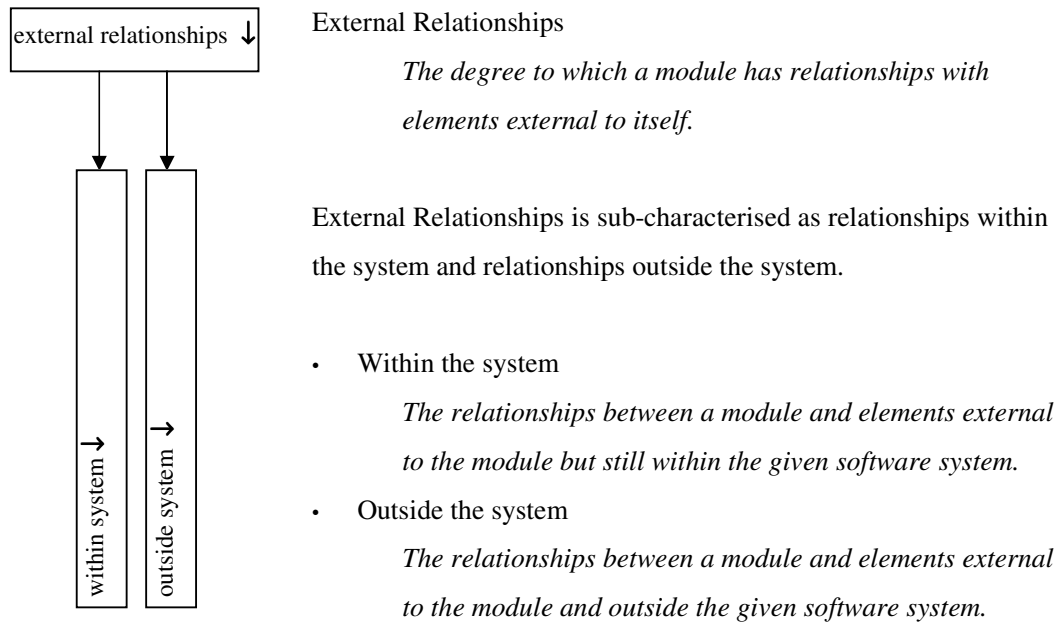 external relationships ↓
within system →
outside system →
External Relationships
The degree to which a module has relationships with
elements external to itself.
External Relationships is sub-characterised as relationships within
the system and relationships outside the system.
• Within the system
The relationships between a module and elements external
to the module but still within the given software system.
• Outside the system
The relationships between a module and elements external
to the module and outside the given software system.